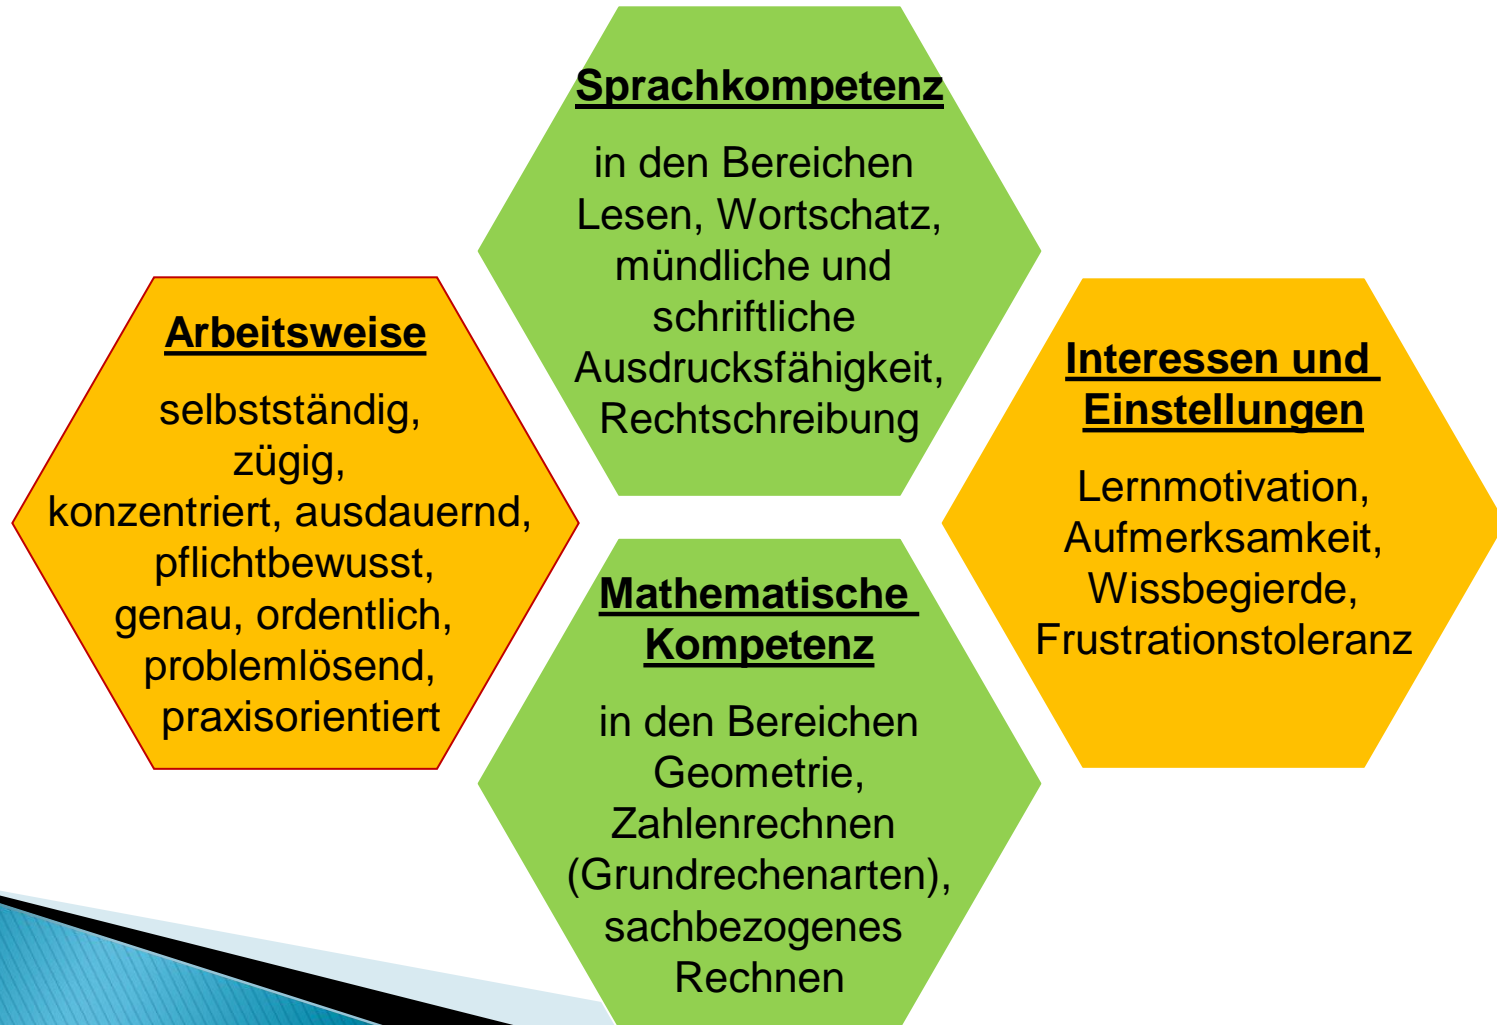 Sprachkompetenz
in den Bereichen
Lesen, Wortschatz,
mündliche und
schriftliche
Ausdrucksfähigkeit,
Rechtschreibung
Arbeitsweise
selbstständig,
zügig,
konzentriert, ausdauernd,
pflichtbewusst,
genau, ordentlich,
problemlösend,
praxisorientiert
Interessen und
Einstellungen
Lernmotivation,
Aufmerksamkeit,
Wissbegierde,
Frustrationstoleranz
Mathematische
Kompetenz
in den Bereichen
Geometrie,
Zahlenrechnen
(Grundrechenarten),
sachbezogenes
Rechnen